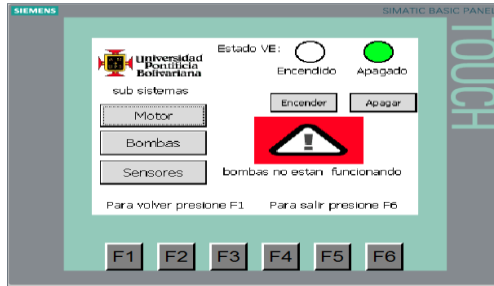 SIEMENS
SIMATIC BASIC PANEL
TOUCH
Universidad
Pontificia
Bolivariana
Estado VE:
Encendido Apagado
sub sistemas
Encender Apagar
Motor
Bombas
Sensores
bombas no estan funcionando
Para volver presione F1 Para salir presione F6
F1 F2 F3 F4 F5 F6